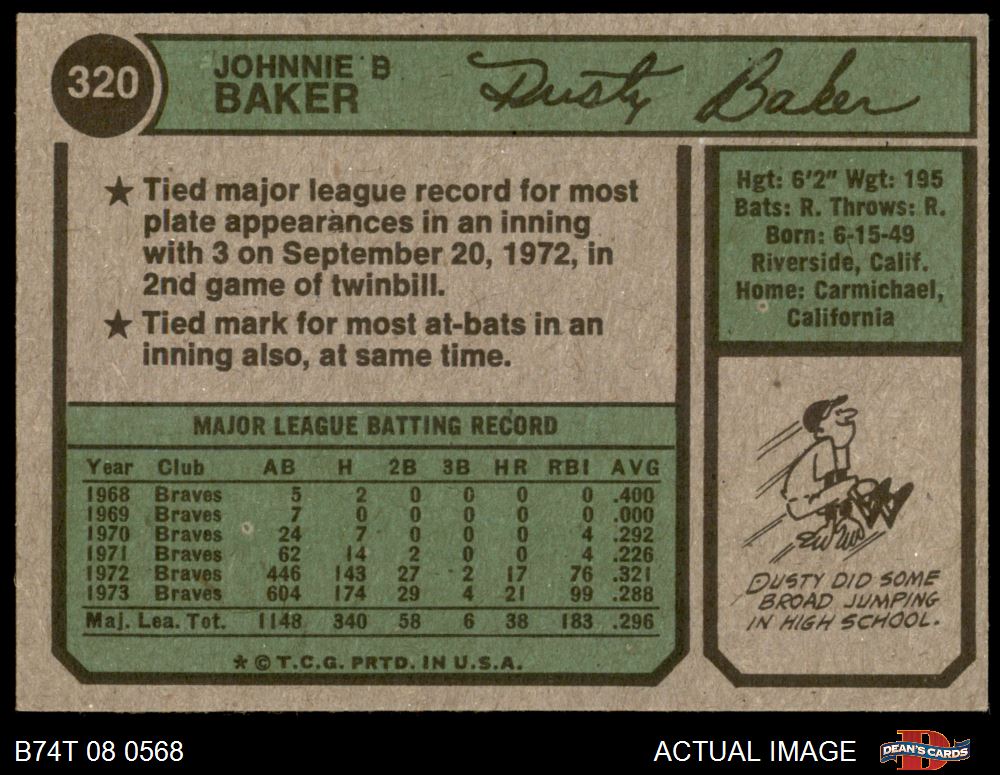 320
JOHNNIE B
BAKER
Dusty Baker
★ Tied major league record for most
plate appearances in an inning
with 3 on September 20, 1972, in
2nd game of twinbill.
★ Tied mark for most at-bats in an
inning also, at same time.
Hgt: 6'2" Wgt: 195
Bats: R. Throws: R.
Born: 6-15-49
Riverside, Calif.
Home: Carmichael,
California
MAJOR LEAGUE BATTING RECORD
Year Club AB H 2B 3B HR RBI AVG
1968 Braves 5 2 0 0 0 0 .400
1969 Braves 7 0 0 0 0 0 .000
1970 Braves 24 7 0 0 0 4 .292
1971 Braves 62 14 2 0 0 4 .226
1972 Braves 446 143 27 2 17 76 .321
1973 Braves 604 174 29 4 21 99 .288
Maj. Lea. Tot. 1148 340 58 6 38 183 .296
★ © T.C.G. PRTD. IN U.S.A.
DUSTY DID SOME
BROAD JUMPING
IN HIGH SCHOOL.
B74T 08 0568
ACTUAL IMAGE
D
DEAN'S CARDS